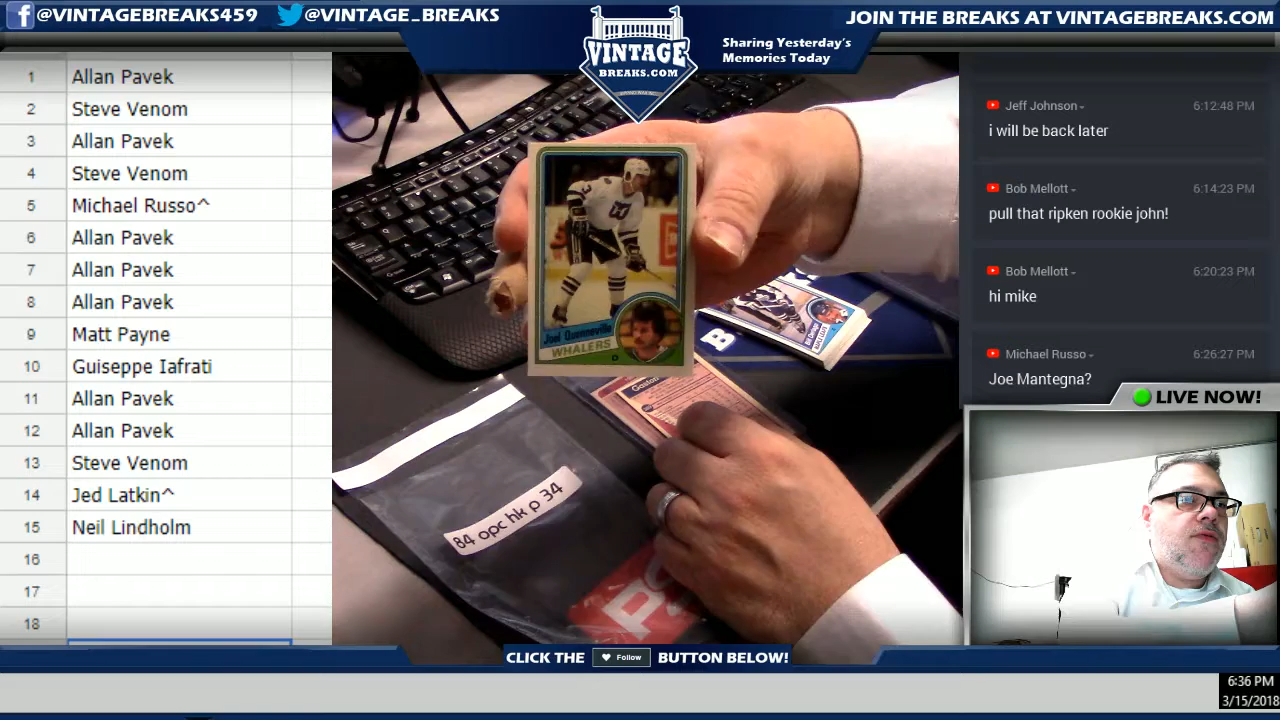 @VINTAGEBREAKS459
@VINTAGE_BREAKS
VINTAGE
BREAKS.COM
Sharing Yesterday's
Memories Today
JOIN THE BREAKS AT VINTAGEBREAKS.COM
1 Allan Pavek
2 Steve Venom
3 Allan Pavek
4 Steve Venom
5 Michael Russo^
6 Allan Pavek
7 Allan Pavek
8 Allan Pavek
9 Matt Payne
10 Guiseppe Iafrati
11 Allan Pavek
12 Allan Pavek
13 Steve Venom
14 Jed Latkin^
15 Neil Lindholm
16
17
18
Joel Quenneville
WHALERS
84 opc hk p 34
PS
Jeff Johnson 6:12:48 PM
i will be back later
Bob Mellott 6:14:23 PM
pull that ripken rookie john!
Bob Mellott 6:20:23 PM
hi mike
Michael Russo 6:26:27 PM
Joe Mantegna?
LIVE NOW!
CLICK THE Follow BUTTON BELOW!
6:36 PM
3/15/2018